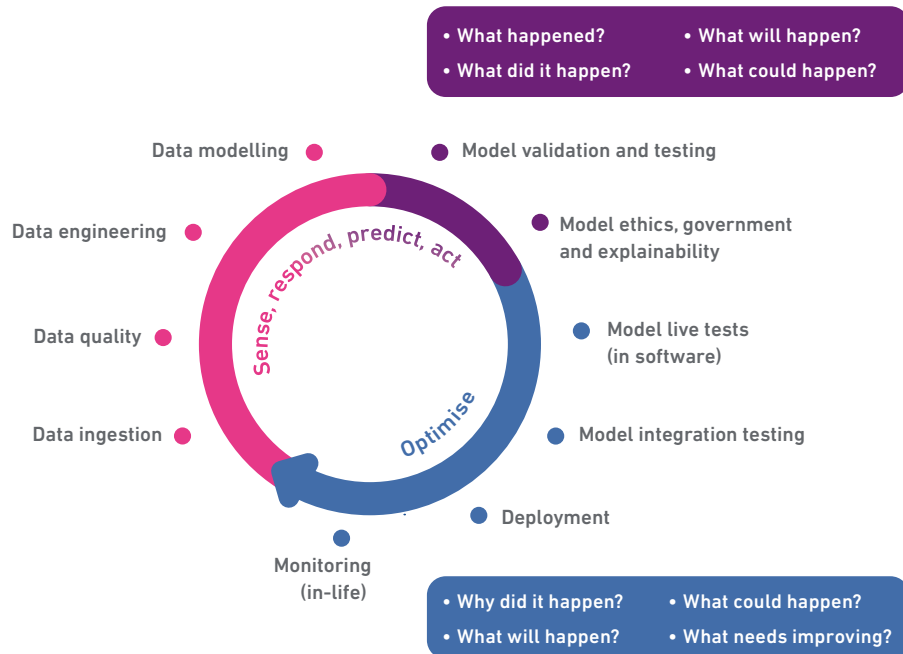 • What happened?
• What did it happen?
• What will happen?
• What could happen?
Data modelling
Model validation and testing
Data engineering
Model ethics, government
and explainability
Sense, respond, predict, act
Data quality
Model live tests
(in software)
Data ingestion
Optimise
Model integration testing
Deployment
Monitoring
(in-life)
• Why did it happen?
• What will happen?
• What could happen?
• What needs improving?